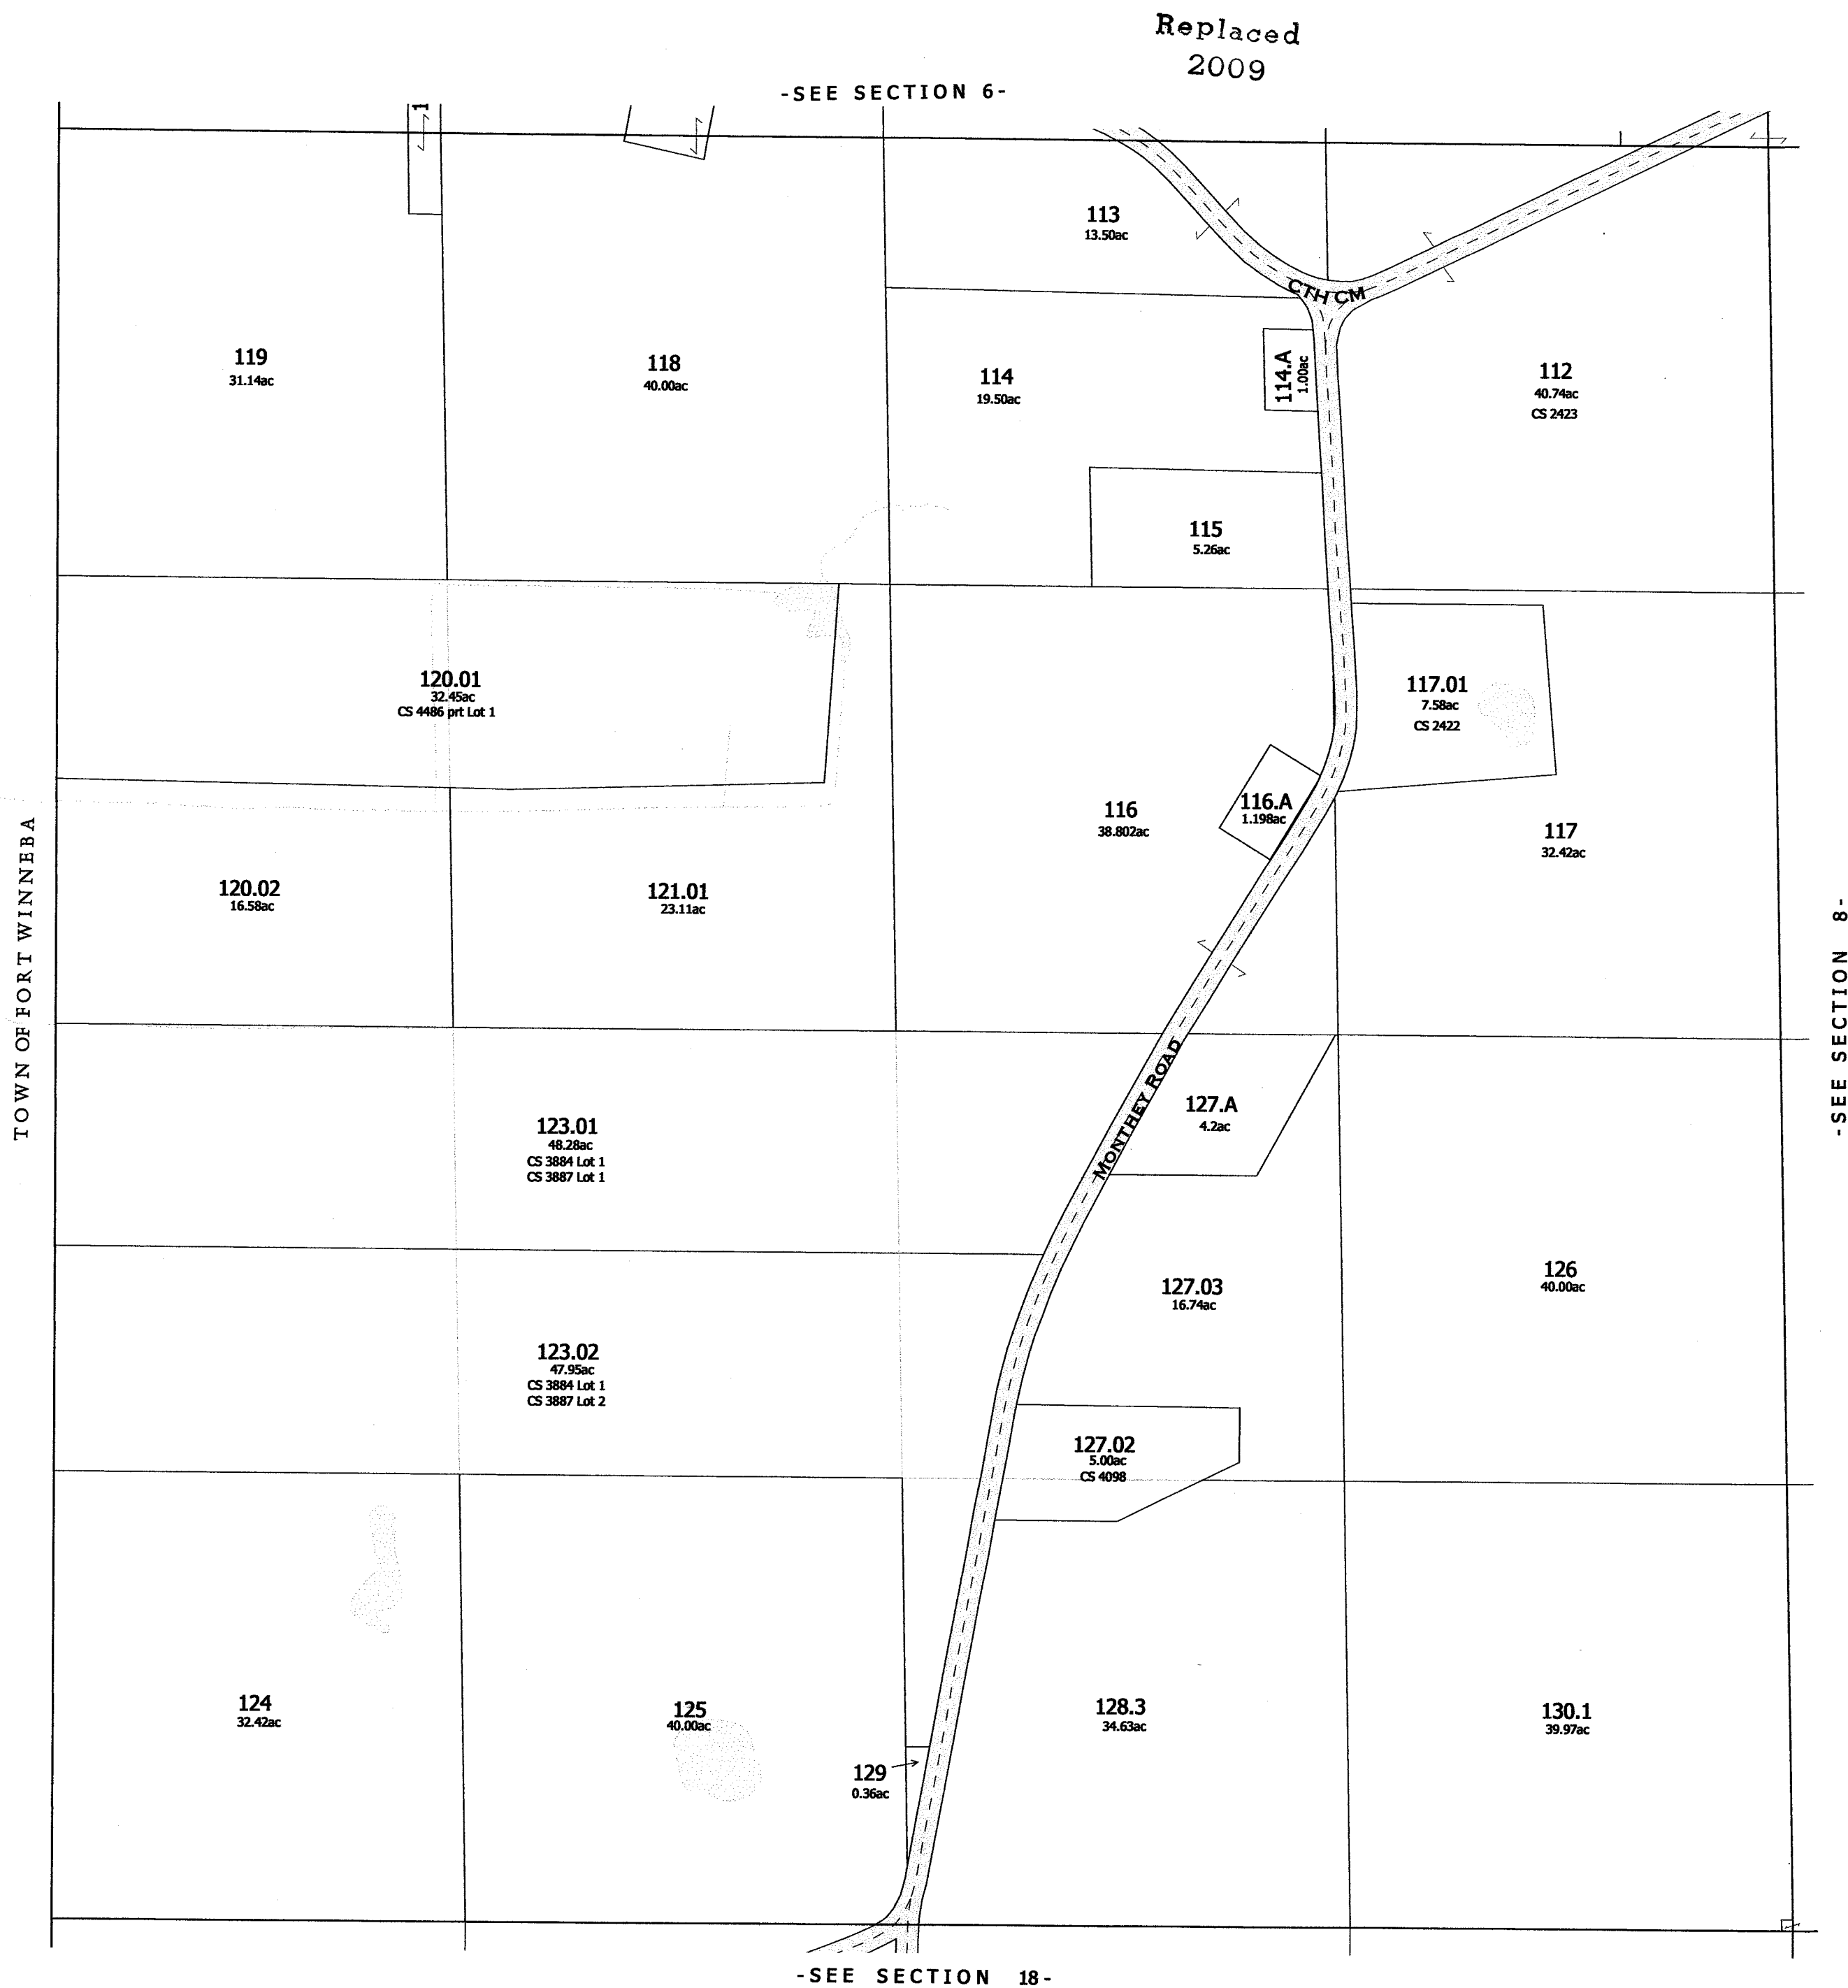 Replaced
2009
-SEE SECTION 6-
1
113
13.50ac
CTH CM
119
31.14ac
118
40.00ac
114
19.50ac
114.A
1.00ac
112
40.74ac
CS 2423
115
5.26ac
120.01
32.45ac
CS 4486 prt Lot 1
117.01
7.58ac
CS 2422
116
38.802ac
116.A
1.198ac
117
32.42ac
TOWN OF FORT WINNEBA
120.02
16.58ac
121.01
23.11ac
-SEE SECTION 8-
MONTHEY ROAD
127.A
4.2ac
123.01
48.28ac
CS 3884 Lot 1
CS 3887 Lot 1
127.03
16.74ac
126
40.00ac
123.02
47.95ac
CS 3884 Lot 1
CS 3887 Lot 2
127.02
5.00ac
CS 4098
124
32.42ac
125
40.00ac
128.3
34.63ac
130.1
39.97ac
129
0.36ac
-SEE SECTION 18-